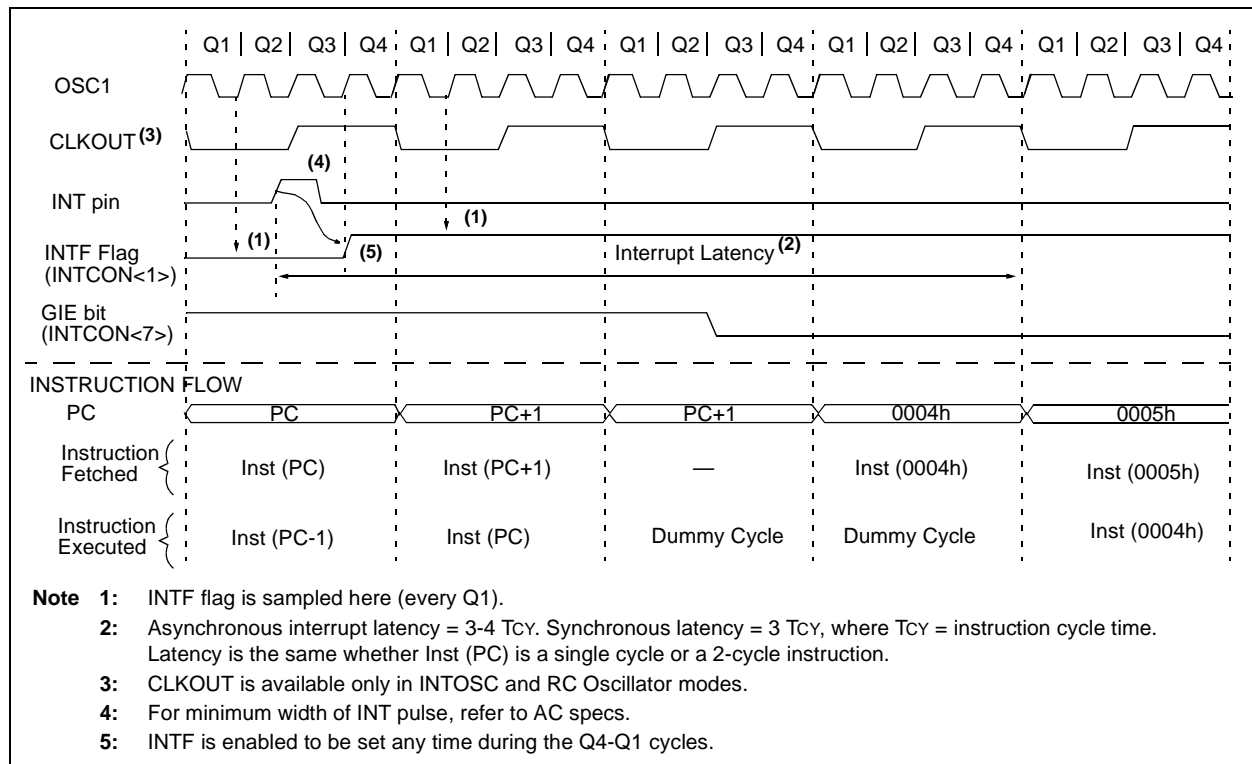 Q1 | Q2 | Q3 | Q4 Q1 | Q2 | Q3 | Q4 Q1 | Q2 | Q3 | Q4 Q1 | Q2 | Q3 | Q4 Q1 | Q2 | Q3 | Q4
OSC1
CLKOUT (3)
(4)
INT pin
(1)
(1)
(5)
INTF Flag
(INTCON<1>)
Interrupt Latency (2)
GIE bit
(INTCON<7>)
INSTRUCTION FLOW
PC PC PC+1 PC+1 0004h 0005h
Instruction
Fetched
Inst (PC) Inst (PC+1) — Inst (0004h) Inst (0005h)
Instruction
Executed
Inst (PC-1) Inst (PC) Dummy Cycle Dummy Cycle Inst (0004h)
Note 1: INTF flag is sampled here (every Q1).
2: Asynchronous interrupt latency = 3-4 TCY. Synchronous latency = 3 TCY, where TCY = instruction cycle time.
Latency is the same whether Inst (PC) is a single cycle or a 2-cycle instruction.
3: CLKOUT is available only in INTOSC and RC Oscillator modes.
4: For minimum width of INT pulse, refer to AC specs.
5: INTF is enabled to be set any time during the Q4-Q1 cycles.